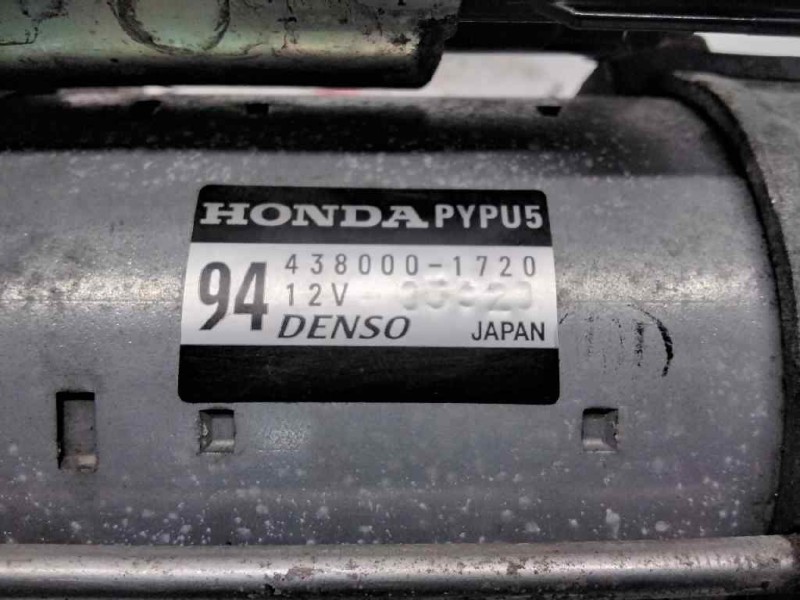 HONDA PYPU5
94 438000-1720
12V
DENSO JAPAN